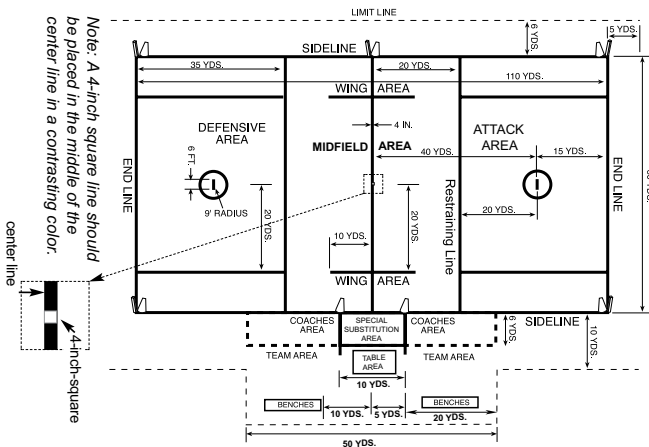 LIMIT LINE
5 YDS.
6 YDS.
SIDELINE
35 YDS.
20 YDS.
110 YDS.
WING AREA
4 IN.
DEFENSIVE
AREA
MIDFIELD AREA
ATTACK
AREA
40 YDS.
15 YDS.
6 FT.
9' RADIUS
END LINE
END LINE
20 YDS.
20 YDS.
Restraining Line
20 YDS.
10 YDS.
WING AREA
COACHES
AREA
SPECIAL
SUBSTITUTION
AREA
COACHES
AREA
6 YDS.
SIDELINE
10 YDS.
TEAM AREA
TABLE
AREA
TEAM AREA
10 YDS.
BENCHES
BENCHES
10 YDS.
5 YDS.
20 YDS.
50 YDS.
Note: A 4-inch square line should
be placed in the middle of the
center line in a contrasting color.
center line
4-inch-square